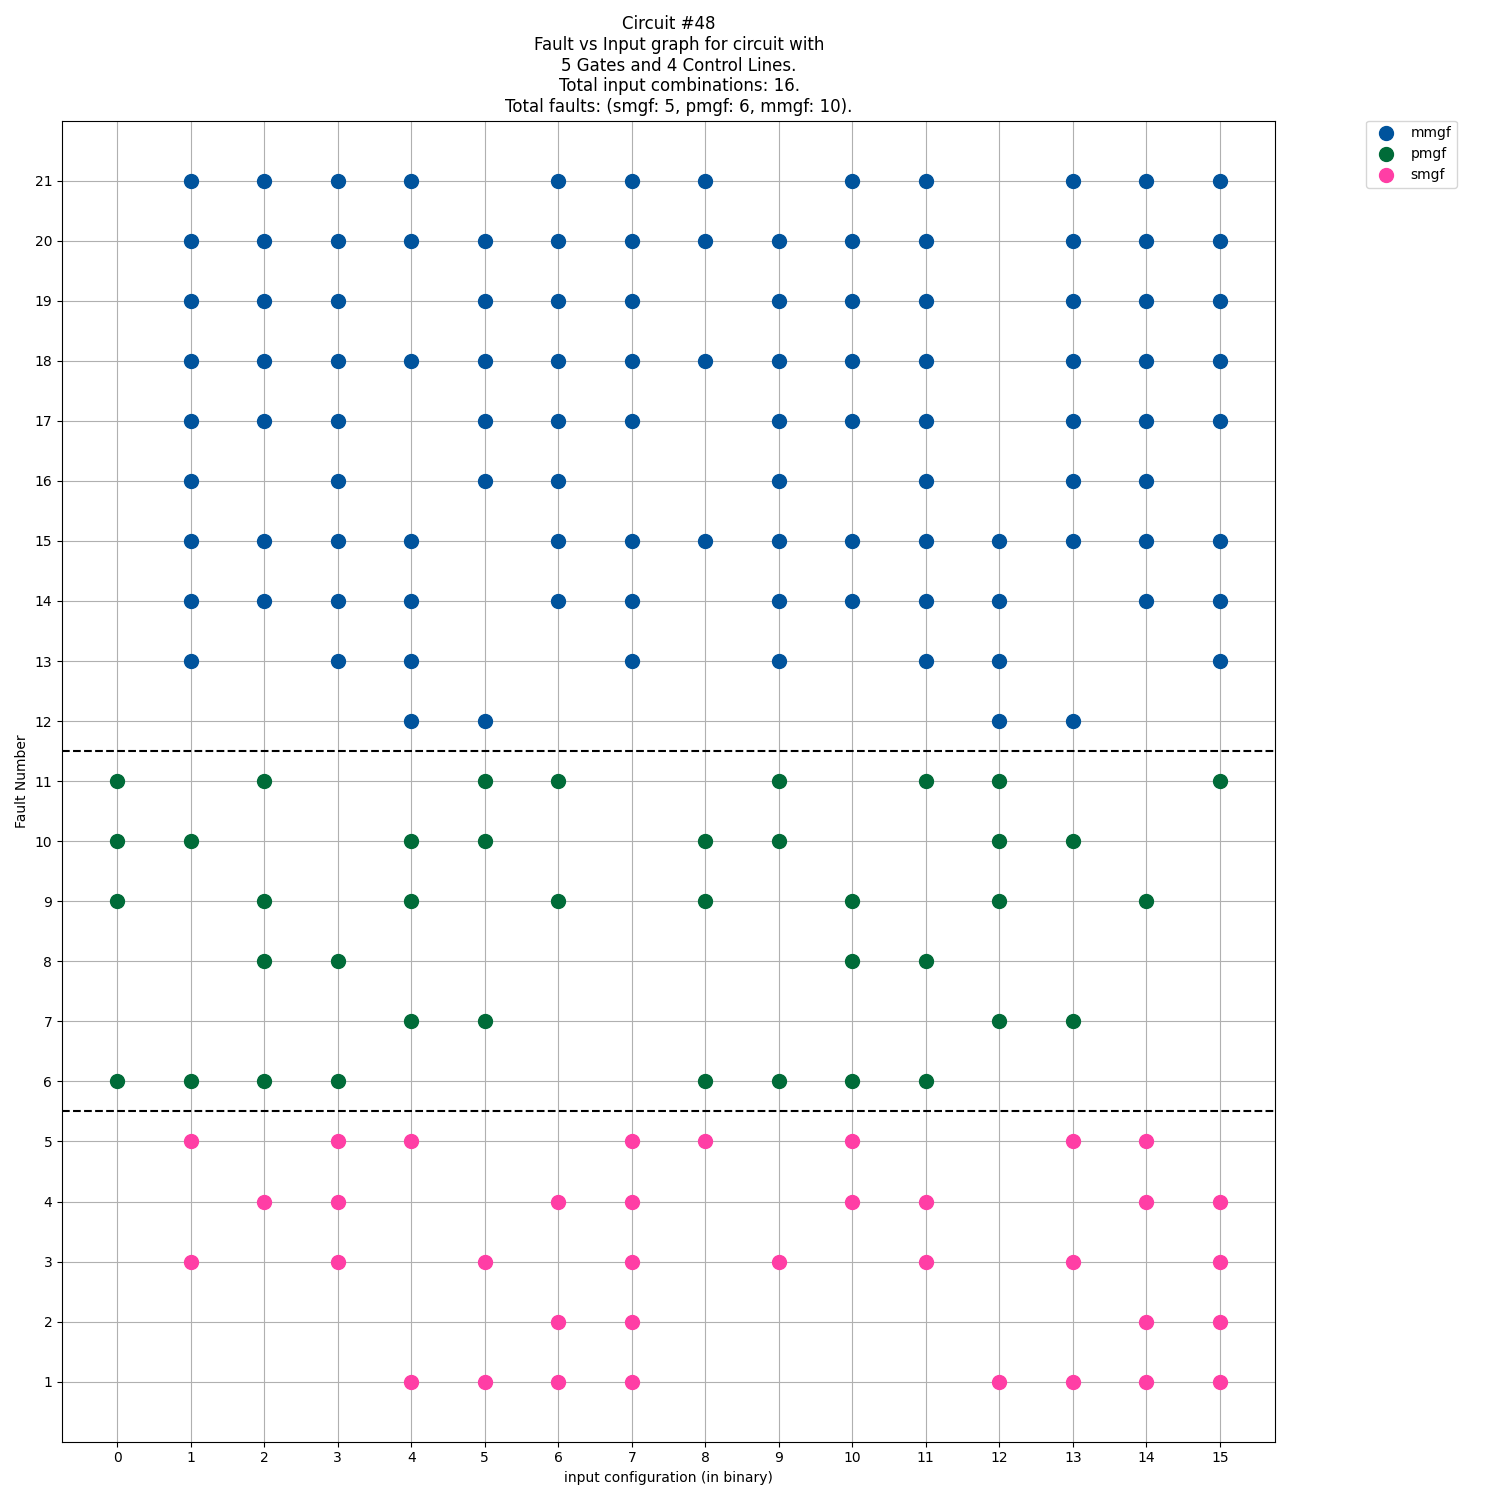 Circuit #48
Fault vs Input graph for circuit with
5 Gates and 4 Control Lines.
Total input combinations: 16.
Total faults: (smgf: 5, pmgf: 6, mmgf: 10).
mmgf
pmgf
smgf
21
20
19
18
17
16
15
14
13
12
11
10
9
8
7
6
5
4
3
2
1
Fault Number
0 1 2 3 4 5 6 7 8 9 10 11 12 13 14 15
input configuration (in binary)